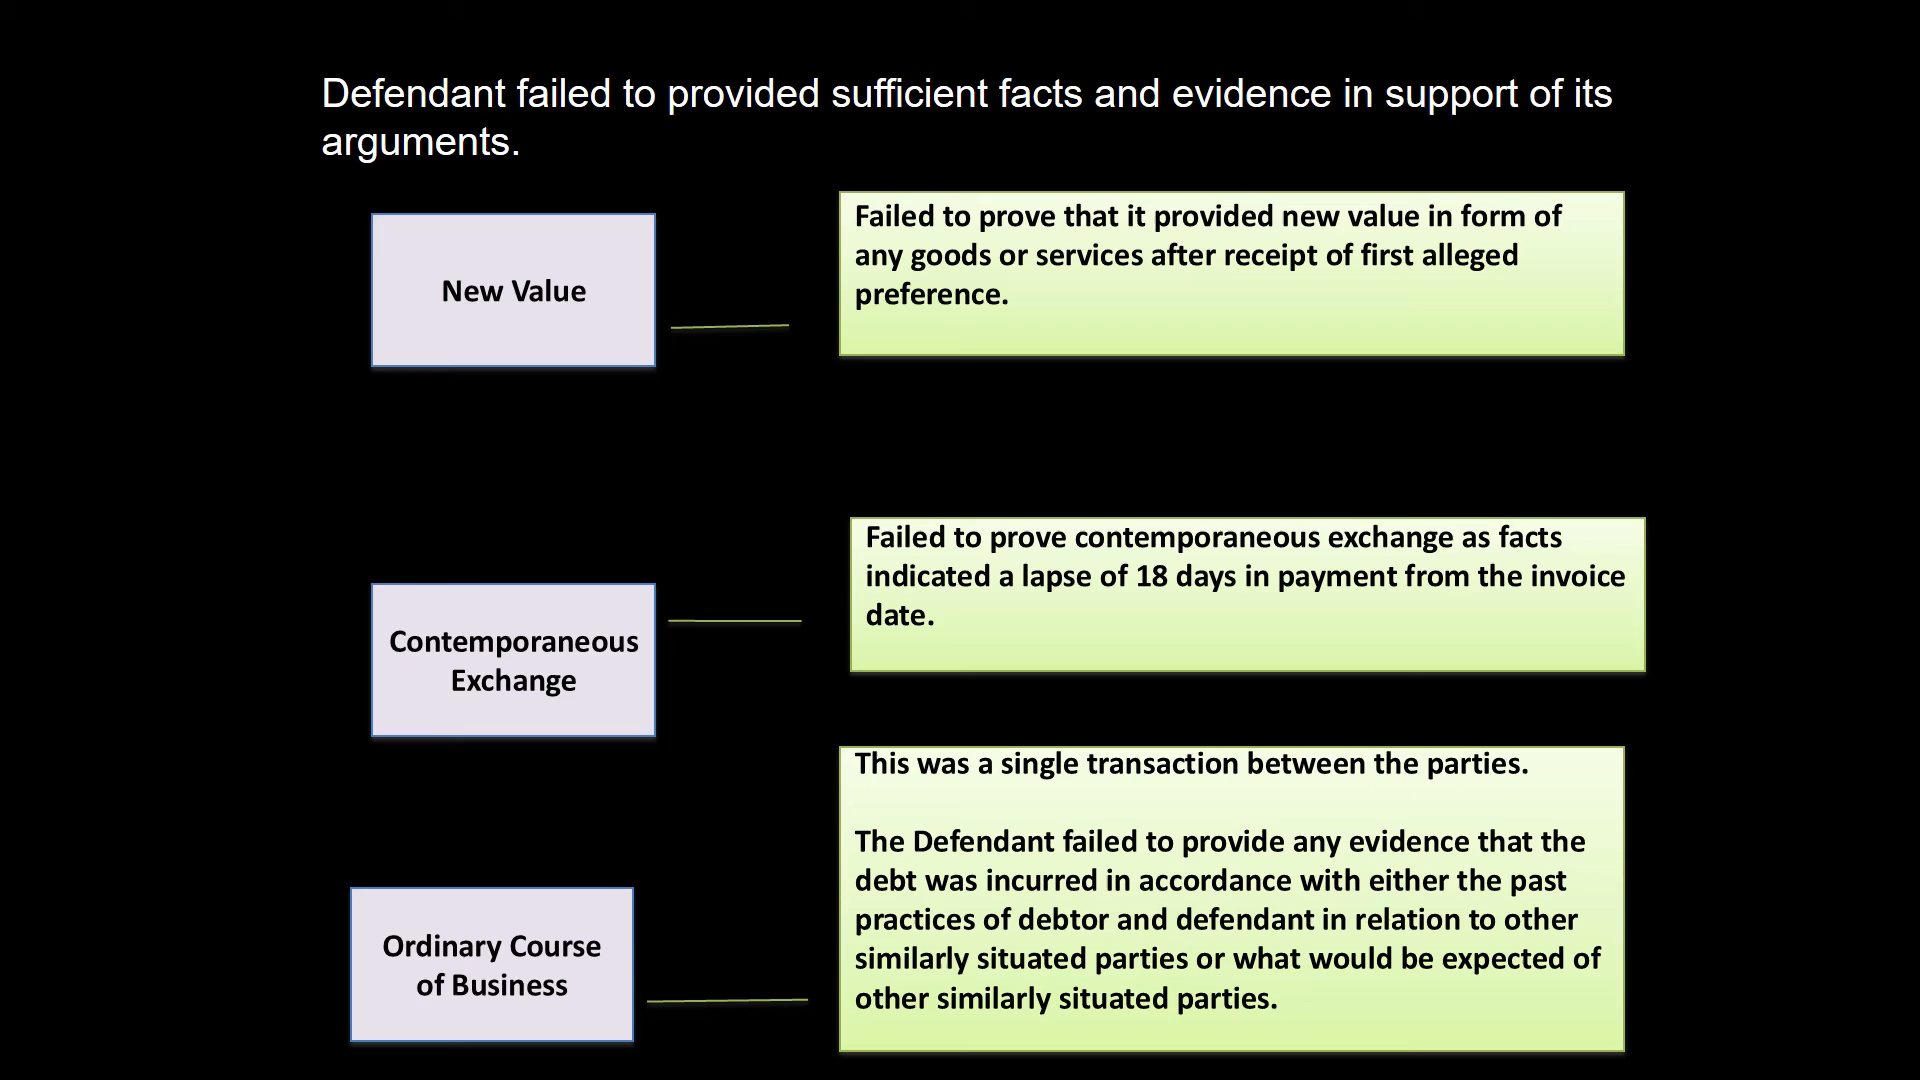 Defendant failed to provided sufficient facts and evidence in support of its
arguments.
New Value
Failed to prove that it provided new value in form of
any goods or services after receipt of first alleged
preference.
Contemporaneous
Exchange
Failed to prove contemporaneous exchange as facts
indicated a lapse of 18 days in payment from the invoice
date.
Ordinary Course
of Business
This was a single transaction between the parties.
The Defendant failed to provide any evidence that the
debt was incurred in accordance with either the past
practices of debtor and defendant in relation to other
similarly situated parties or what would be expected of
other similarly situated parties.